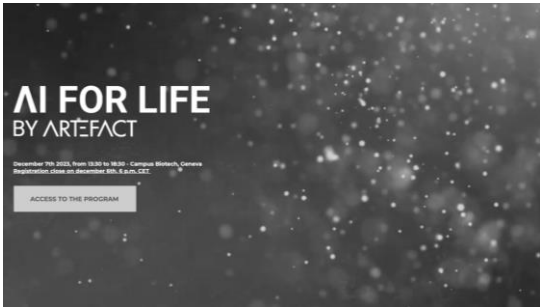 AI FOR LIFE
BY ARTEFACT
December 7th 2023, from 13:30 to 18:30 - Campus Biotech, Geneva
Registration close on december 6th, 6 p.m. CET
ACCESS TO THE PROGRAM